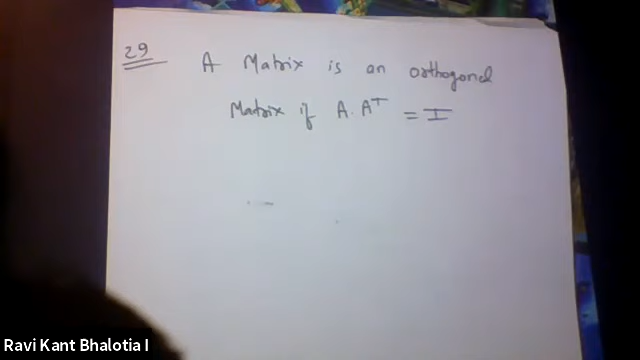 29
A Matrix is an orthogonal
Matrix if A. A^T = I
Ravi Kant Bhalotia I